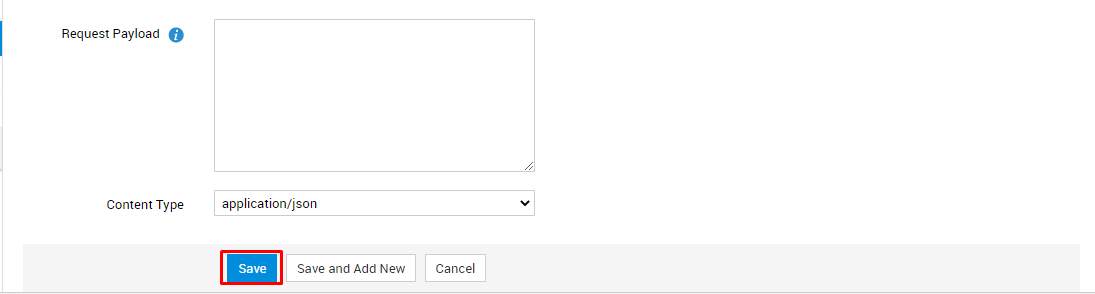 Request Payload i
Content Type application/json
Save Save and Add New Cancel